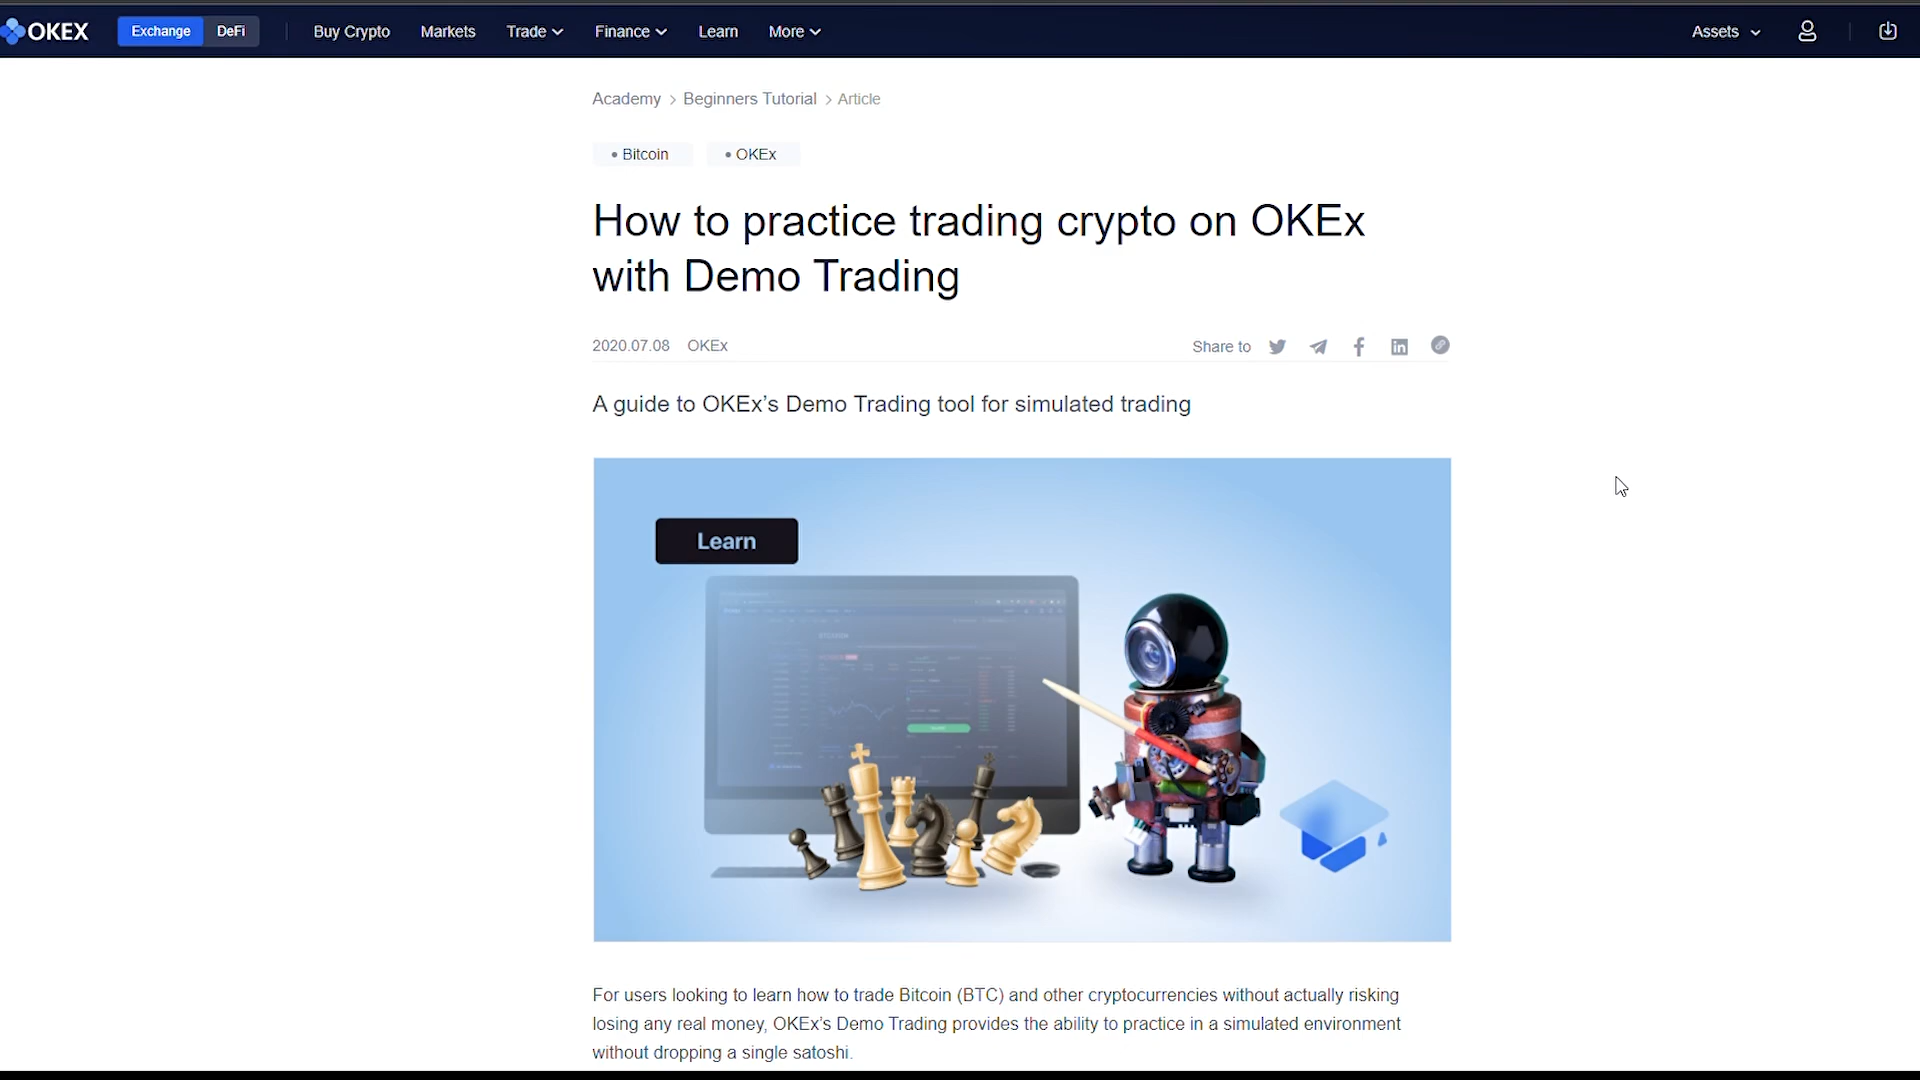 OKEX Exchange DeFi Buy Crypto Markets Trade Finance Learn More Assets
Academy > Beginners Tutorial > Article
• Bitcoin • OKEx
How to practice trading crypto on OKEx
with Demo Trading
2020.07.08 OKEx Share to
A guide to OKEx's Demo Trading tool for simulated trading
Learn
For users looking to learn how to trade Bitcoin (BTC) and other cryptocurrencies without actually risking
losing any real money, OKEx's Demo Trading provides the ability to practice in a simulated environment
without dropping a single satoshi.